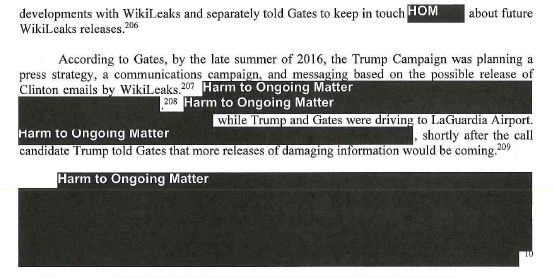 developments with WikiLeaks and separately told Gates to keep in touch HOM about future
WikiLeaks releases.206
According to Gates, by the late summer of 2016, the Trump Campaign was planning a
press strategy, a communications campaign, and messaging based on the possible release of
Clinton emails by WikiLeaks.207 Harm to Ongoing Matter
.208 Harm to Ongoing Matter
while Trump and Gates were driving to LaGuardia Airport.
Harm to Ongoing Matter , shortly after the call
candidate Trump told Gates that more releases of damaging information would be coming.209
Harm to Ongoing Matter
10